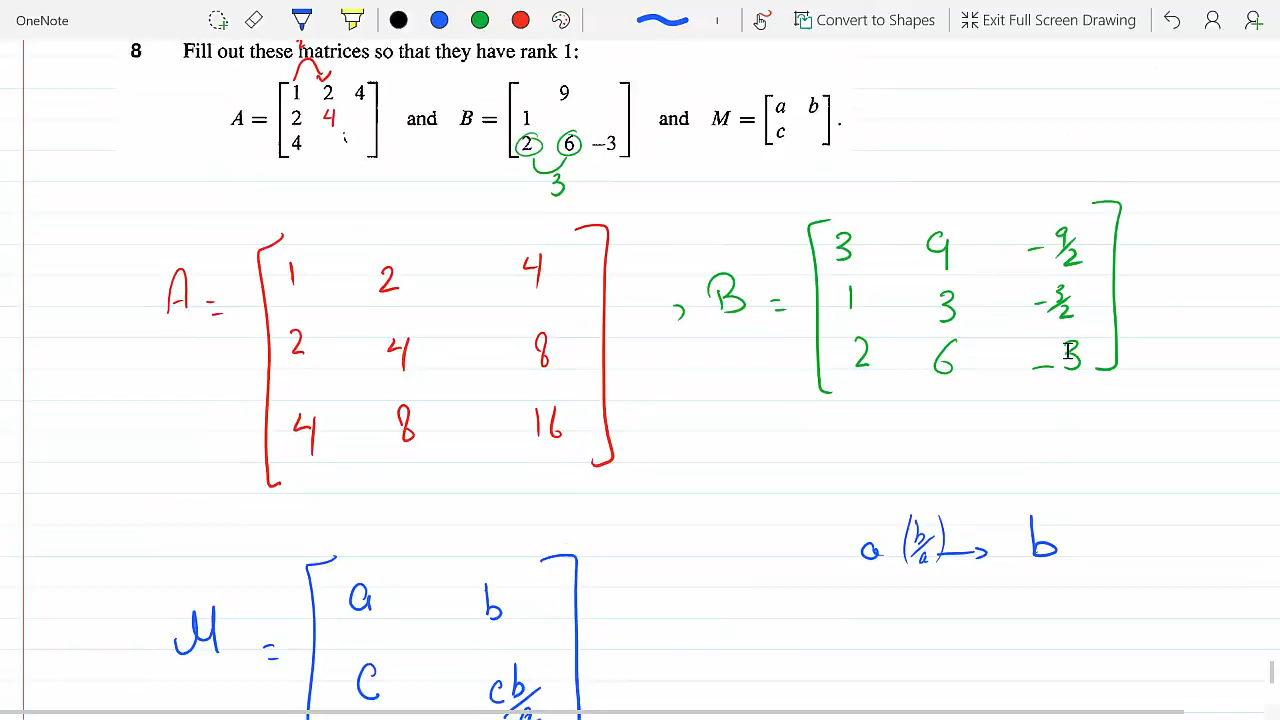 OneNote
Convert to Shapes
Exit Full Screen Drawing
8 Fill out these matrices so that they have rank 1:
A = [ 1 2 4 ; 2 4 ; 4 ] and B = [ 9 ; 1 ; 2 6 −3 ] and M = [ a b ; c ].
3
A = [ 1 2 4
2 4 8
4 8 16 ]
, B = [ 3 9 -9/2
1 3 -3/2
2 6 -3 ]
a (b/a) → b
M = [ a b
c cb/a